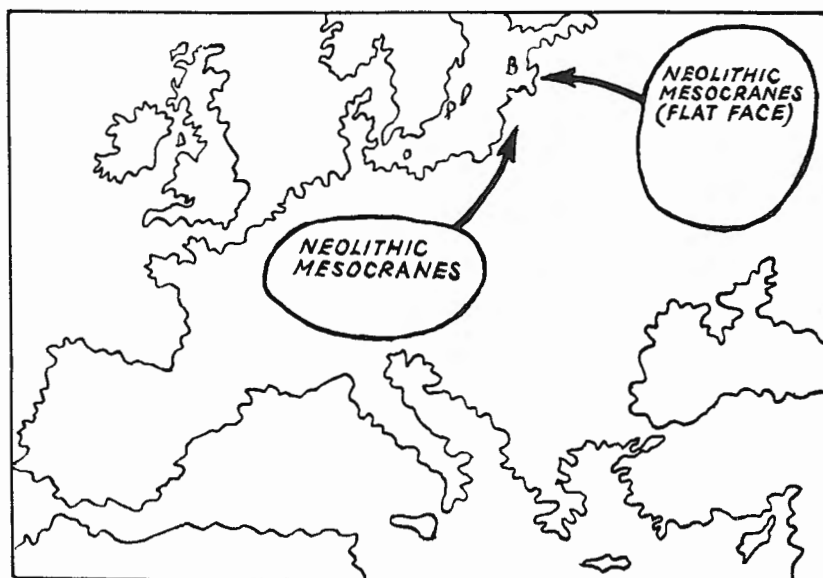 NEOLITHIC
MESOCRANES
(FLAT FACE)
NEOLITHIC
MESOCRANES